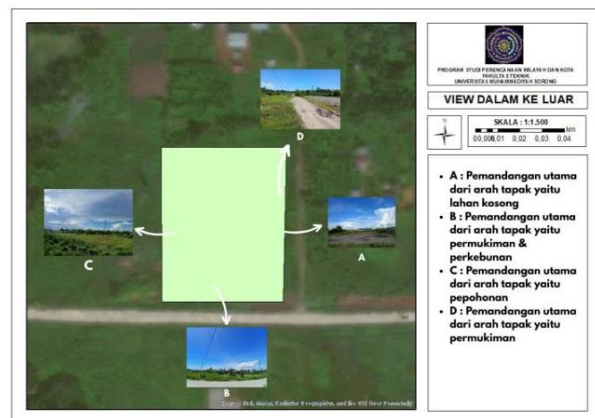 D
C
A
B
PROGRAM STUDI PERENCANAAN WILAYAH DAN KOTA
FAKULTAS TEKNIK
UNIVERSITAS MUHAMMADIYAH SORONG
VIEW DALAM KE LUAR
SKALA : 1:1.500
km
0,02 0,03 0,04
• A : Pemandangan utama
dari arah tapak yaitu
lahan kosong
• B : Pemandangan utama
dari arah tapak yaitu
permukiman &
perkebunan
• C : Pemandangan utama
dari arah tapak yaitu
pepohonan
• D : Pemandangan utama
dari arah tapak yaitu
permukiman